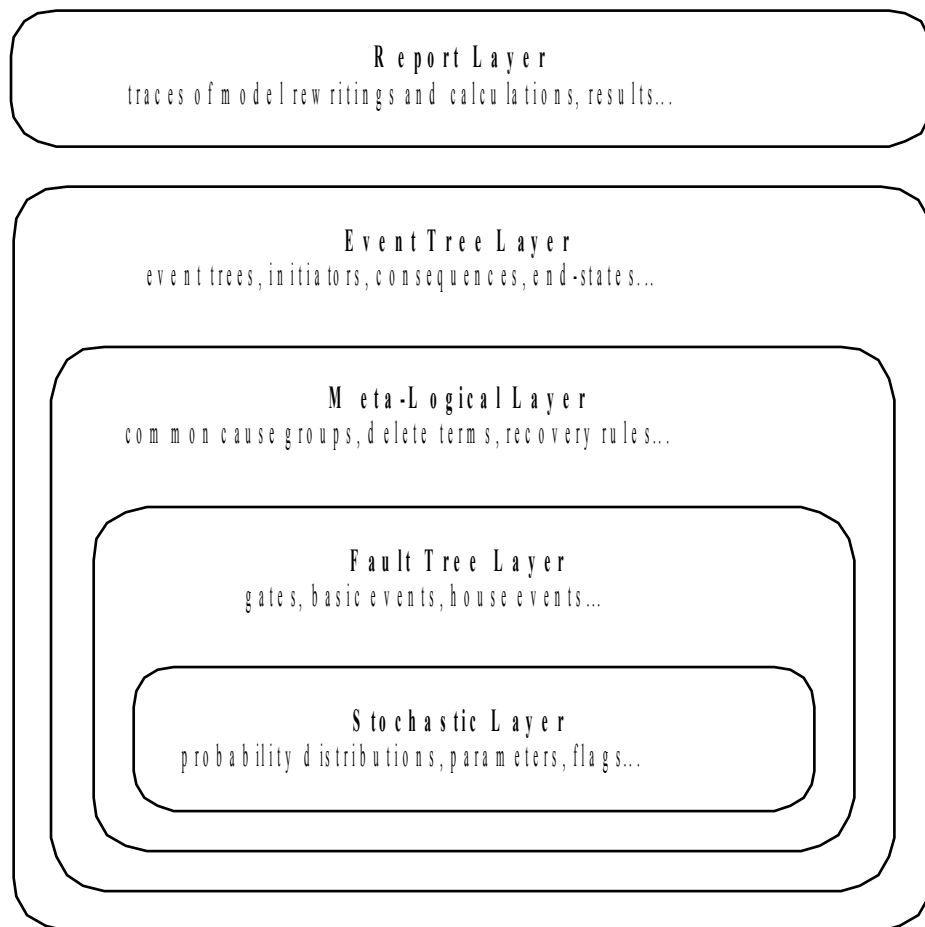 Report Layer
traces of model rewritings and calculations, results...
Event Tree Layer
event trees, initiators, consequences, end-states...
Meta-Logical Layer
common cause groups, delete terms, recovery rules...
Fault Tree Layer
gates, basic events, house events...
Stochastic Layer
probability distributions, parameters, flags...